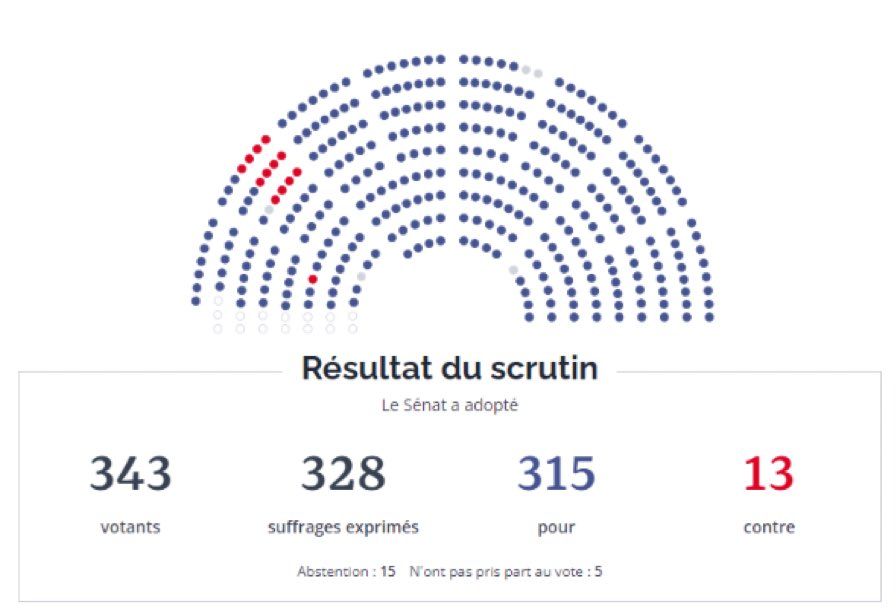 Résultat du scrutin
Le Sénat a adopté
343 328 315 13
votants suffrages exprimés pour contre
Abstention : 15 N'ont pas pris part au vote : 5